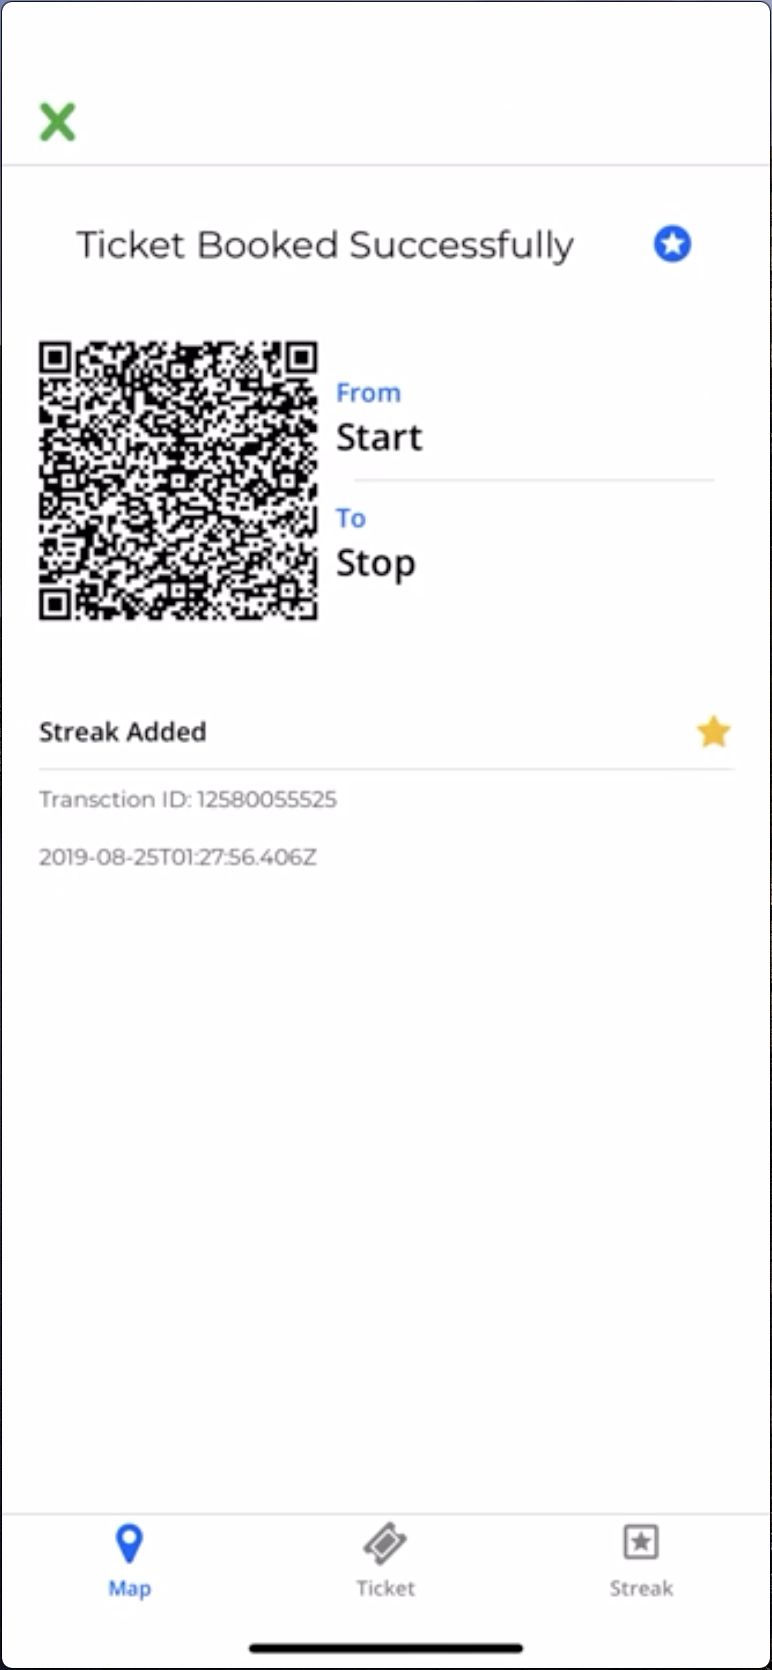 Ticket Booked Successfully
From
Start
To
Stop
Streak Added
Transction ID: 12580055525
2019-08-25T01:27:56.406Z
Map
Ticket
Streak